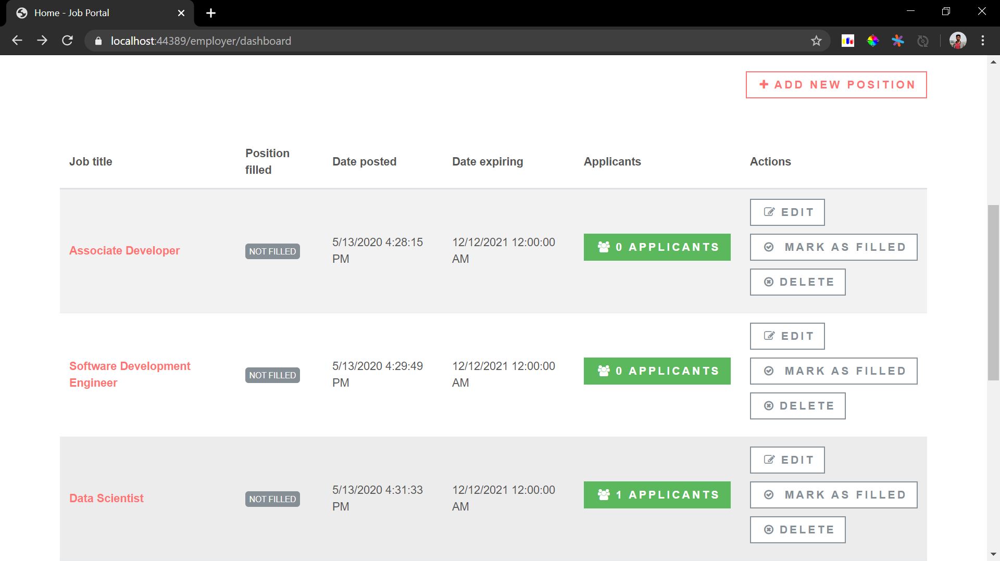 Home - Job Portal
localhost:44389/employer/dashboard
ADD NEW POSITION
Job title
Position
filled
Date posted
Date expiring
Applicants
Actions
Associate Developer
NOT FILLED
5/13/2020 4:28:15
PM
12/12/2021 12:00:00
AM
0 APPLICANTS
EDIT
MARK AS FILLED
DELETE
Software Development
Engineer
NOT FILLED
5/13/2020 4:29:49
PM
12/12/2021 12:00:00
AM
0 APPLICANTS
EDIT
MARK AS FILLED
DELETE
Data Scientist
NOT FILLED
5/13/2020 4:31:33
PM
12/12/2021 12:00:00
AM
1 APPLICANTS
EDIT
MARK AS FILLED
DELETE